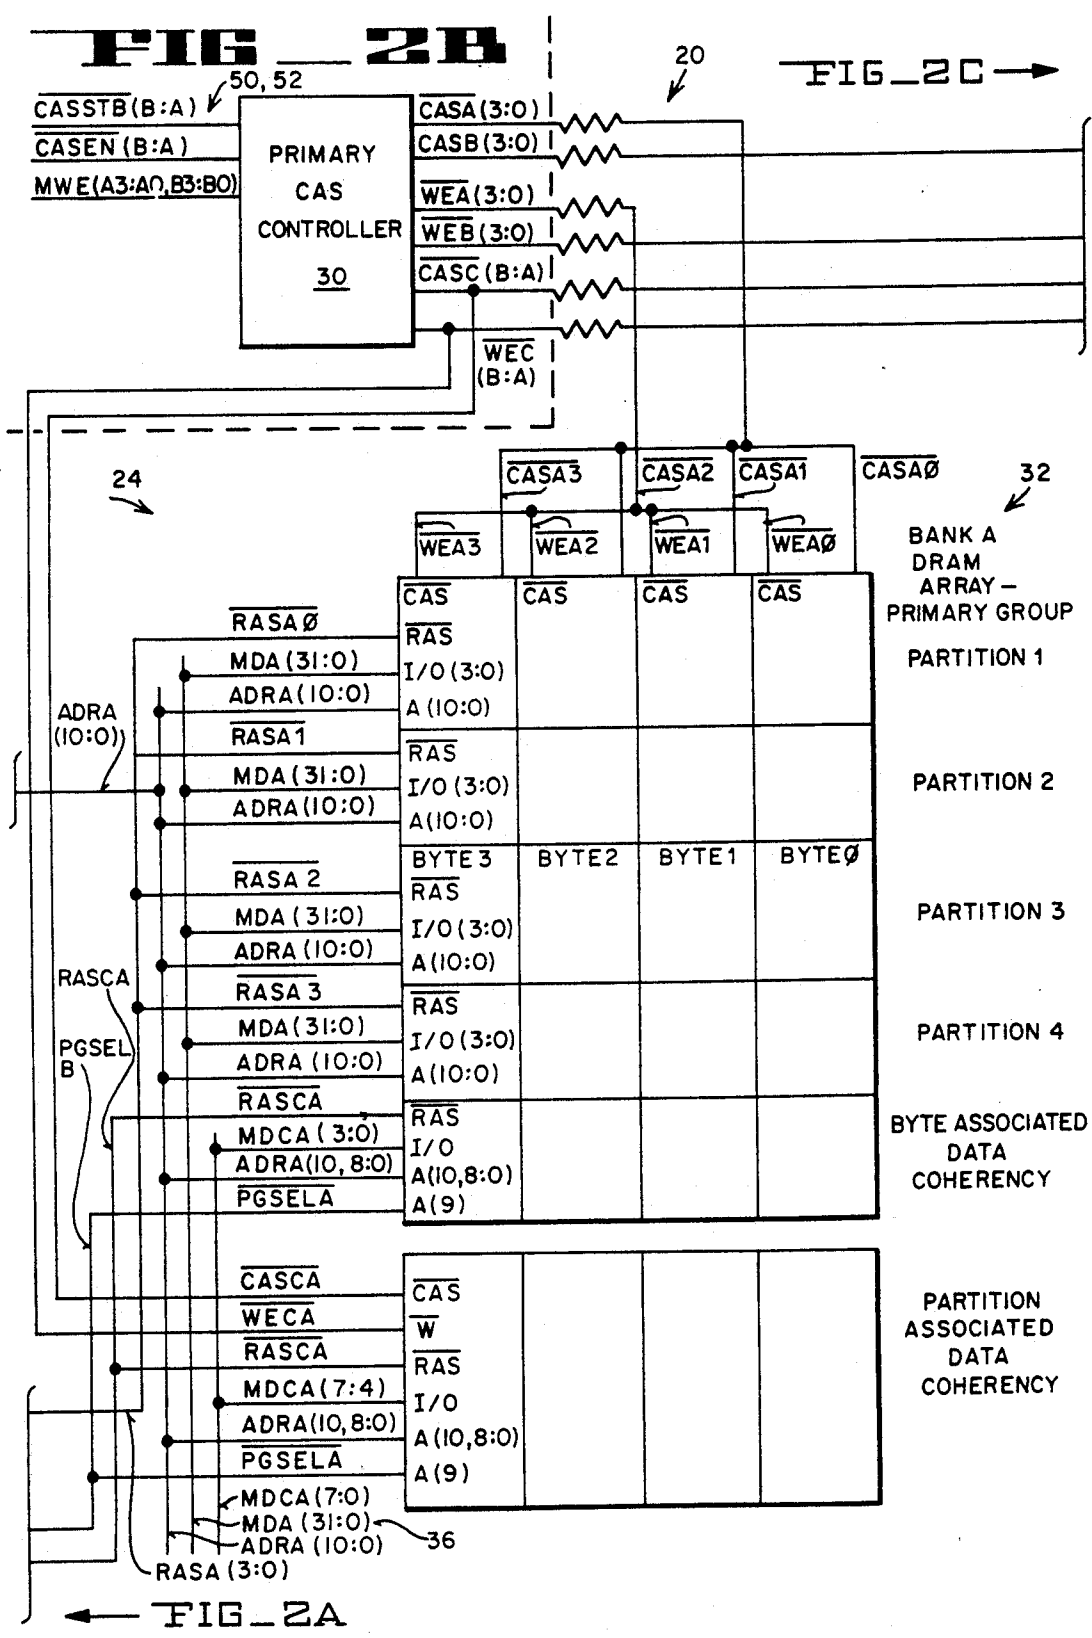 FIG_2B
20
FIG_2C
50, 52
CASSTB (B:A)
CASEN (B:A)
MWE(A3:A0,B3:B0)
PRIMARY
CAS
CONTROLLER
30
CASA (3:0)
CASB (3:0)
WEA (3:0)
WEB (3:0)
CASC (B:A)
WEC
(B:A)
24
CASA3
CASA2
CASA1
CASAØ
32
WEA3
WEA2
WEA1
WEAØ
BANK A
DRAM
ARRAY –
PRIMARY GROUP
CAS
CAS
CAS
CAS
RASAØ
RAS
MDA (31:0)
I/O (3:0)
PARTITION 1
ADRA (10:0)
A (10:0)
ADRA
(10:0)
RASA1
RAS
MDA (31:0)
I/O (3:0)
PARTITION 2
ADRA (10:0)
A(10:0)
BYTE 3
BYTE2
BYTE1
BYTEØ
RASA 2
RAS
MDA (31:0)
I/O (3:0)
PARTITION 3
ADRA (10:0)
A(10:0)
RASCA
RASA 3
RAS
MDA (31:0)
I/O (3:0)
PARTITION 4
PGSEL
B
ADRA (10:0)
A(10:0)
RASCA
RAS
MDCA (3:0)
I/O
BYTE ASSOCIATED
DATA
COHERENCY
ADRA(10, 8:0)
A(10,8:0)
PGSELA
A(9)
CASCA
CAS
WECA
W
RASCA
RAS
PARTITION
ASSOCIATED
DATA
COHERENCY
MDCA (7:4)
I/O
ADRA(10, 8:0)
A(10,8:0)
PGSELA
A(9)
MDCA (7:0)
MDA (31:0)
36
ADRA (10:0)
RASA (3:0)
FIG_2A